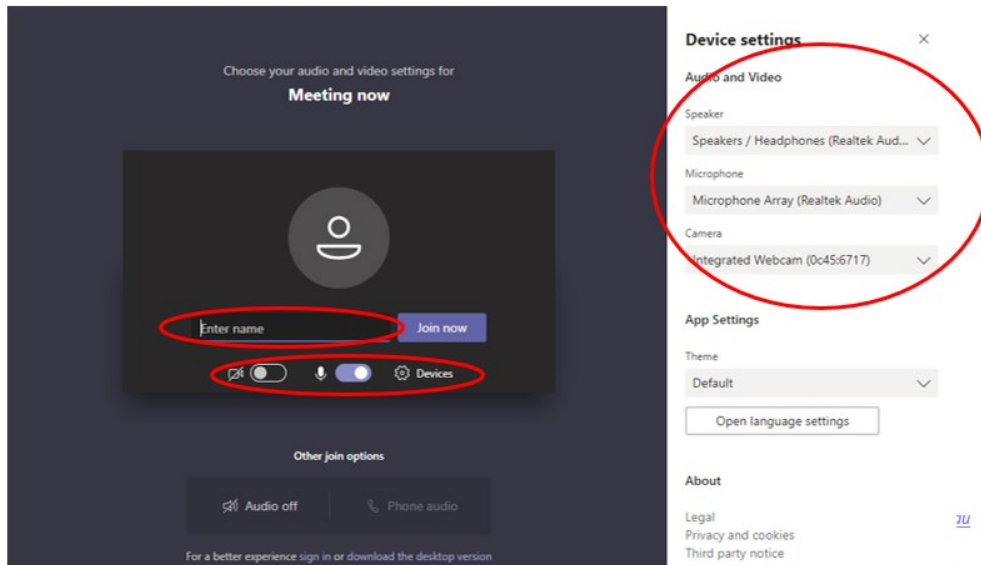 Choose your audio and video settings for
Meeting now
Enter name
Join now
Devices
Other join options
Audio off
Phone audio
For a better experience sign in or download the desktop version
Device settings
Audio and Video
Speaker
Speakers / Headphones (Realtek Aud...
Microphone
Microphone Array (Realtek Audio)
Camera
Integrated Webcam (0c45:6717)
App Settings
Theme
Default
Open language settings
About
Legal
Privacy and cookies
Third party notice